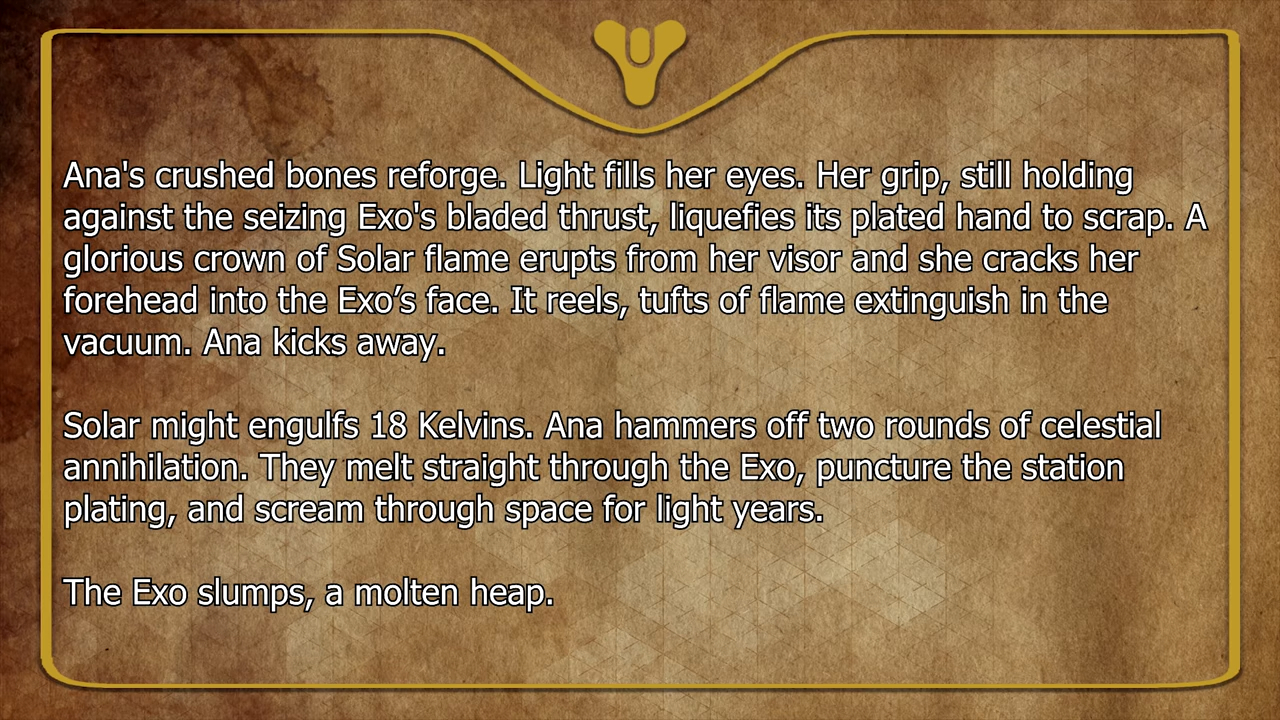 Ana's crushed bones reforge. Light fills her eyes. Her grip, still holding
against the seizing Exo's bladed thrust, liquefies its plated hand to scrap. A
glorious crown of Solar flame erupts from her visor and she cracks her
forehead into the Exo’s face. It reels, tufts of flame extinguish in the
vacuum. Ana kicks away.
Solar might engulfs 18 Kelvins. Ana hammers off two rounds of celestial
annihilation. They melt straight through the Exo, puncture the station
plating, and scream through space for light years.
The Exo slumps, a molten heap.